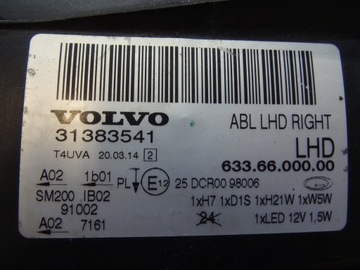 VOLVO
31383541
T4UVA 20.03.14 2
ABL LHD RIGHT
LHD
633.66.000.00
A02 1b01 PL E12 25 DCR00 98006
SM200 IB02
91002
A02 7161
1xH7 1xD1S 1xH21W 1xW5W
24 1xLED 12V 1,5W